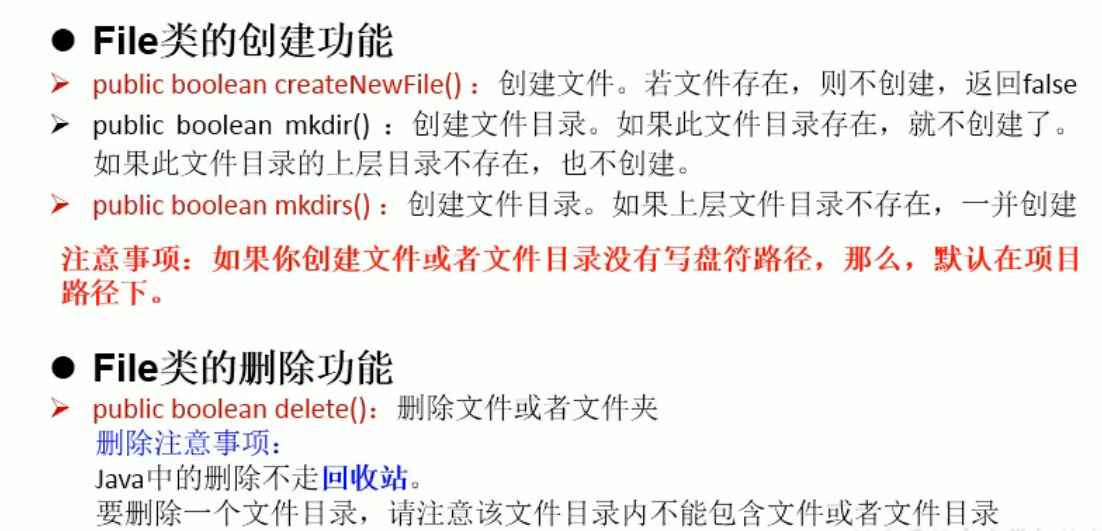 ● File类的创建功能
➢ public boolean createNewFile() ：创建文件。若文件存在，则不创建，返回false
➢ public boolean mkdir() ：创建文件目录。如果此文件目录存在，就不创建了。
如果此文件目录的上层目录不存在，也不创建。
➢ public boolean mkdirs() ：创建文件目录。如果上层文件目录不存在，一并创建
注意事项：如果你创建文件或者文件目录没有写盘符路径，那么，默认在项目
路径下。
● File类的删除功能
➢ public boolean delete()：删除文件或者文件夹
删除注意事项：
Java中的删除不走回收站。
要删除一个文件目录，请注意该文件目录内不能包含文件或者文件目录